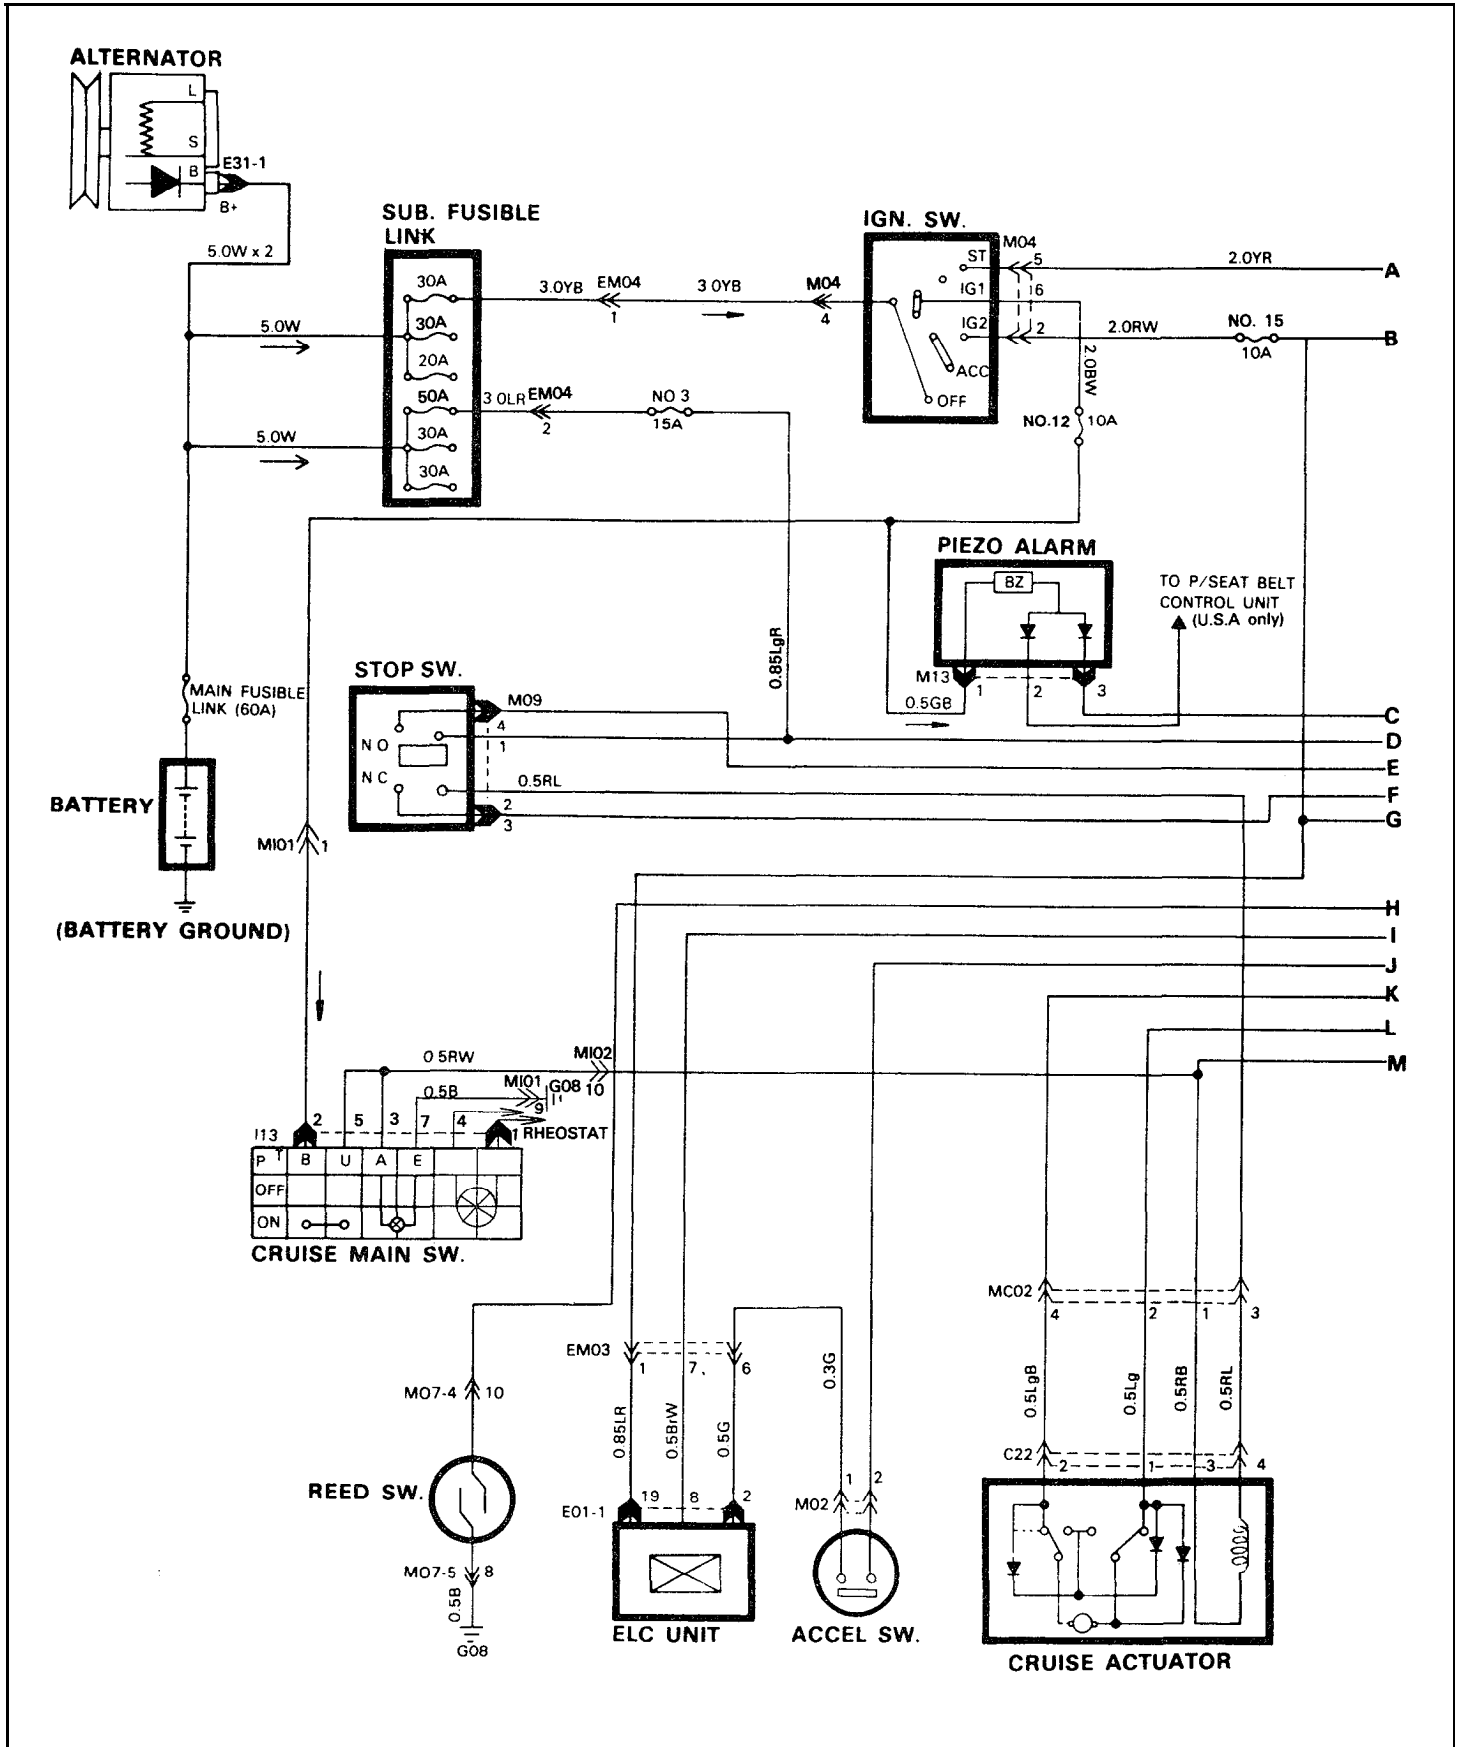 ALTERNATOR
L
S
B
E31-1
B+
5.0W x 2
SUB. FUSIBLE
LINK
30A
30A
20A
50A
30A
30A
5.0W
5.0W
3.0YB
EM04
1
3.0YB
M04
4
3.0LR
EM04
2
NO 3
15A
IGN. SW.
M04
ST
5
IG1
6
IG2
2
ACC
OFF
2.0YR
A
2.0RW
NO. 15
10A
B
2.0BW
NO.12
10A
PIEZO ALARM
BZ
M13
1
2
3
0.5GB
TO P/SEAT BELT
CONTROL UNIT
(U.S.A only)
0.85LgR
STOP SW.
M09
4
1
N O
N C
0.5RL
2
3
C
D
E
F
G
MAIN FUSIBLE
LINK (60A)
BATTERY
(BATTERY GROUND)
MI01
1
H
I
J
K
L
M
0.5RW
MI02
10
0.5B
MI01
G08
9
I13
2
5
3
7
4
1
RHEOSTAT
P
T
B
U
A
E
OFF
ON
CRUISE MAIN SW.
MC02
4
2
1
3
EM03
1
7
6
0.3G
0.5LgB
0.5Lg
0.5RB
0.5RL
M07-4
10
0.85LR
0.5BrW
0.5G
C22
2
1
3
4
REED SW.
E01-1
19
8
2
M02
1
2
M07-5
8
0.5B
G08
ELC UNIT
ACCEL SW.
CRUISE ACTUATOR